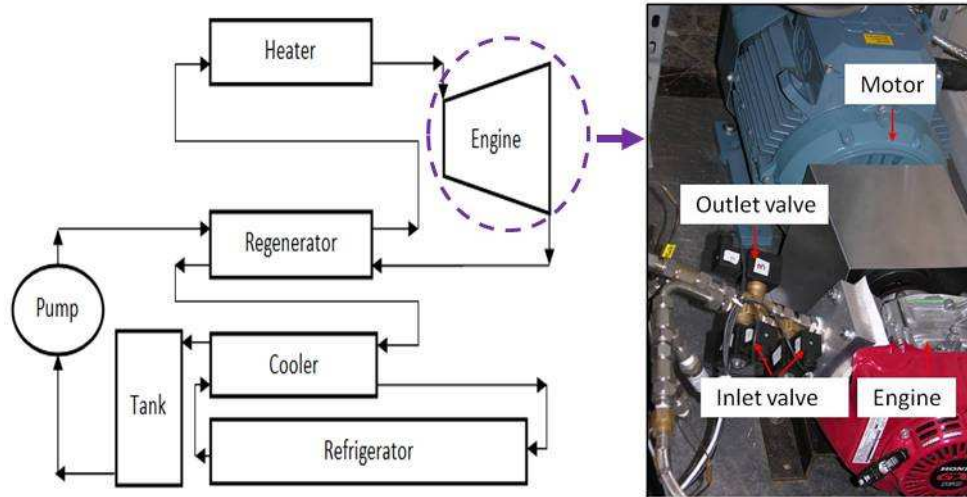 Heater
Engine
Regenerator
Pump
Cooler
Tank
Refrigerator
Motor
Outlet valve
Inlet valve
Engine
HONDA